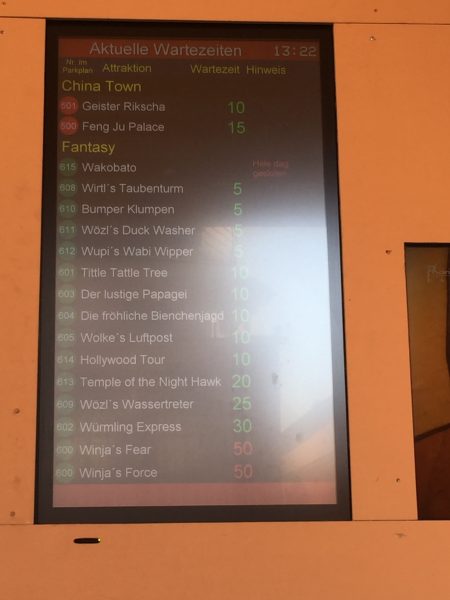 Aktuelle Wartezeiten 13:22
Nr. im Parkplan Attraktion Wartezeit Hinweis
China Town
501 Geister Rikscha 10
500 Feng Ju Palace 15
Fantasy
615 Wakobato Hele dag gesloten
608 Wirtl´s Taubenturm 5
610 Bumper Klumpen 5
611 Wözl´s Duck Washer 5
612 Wupi´s Wabi Wipper 5
601 Tittle Tattle Tree 10
603 Der lustige Papagei 10
604 Die fröhliche Bienchenjagd 10
605 Wolke´s Luftpost 10
614 Hollywood Tour 10
613 Temple of the Night Hawk 20
609 Wözl´s Wassertreter 25
602 Würmling Express 30
600 Winja´s Fear 50
600 Winja´s Force 50